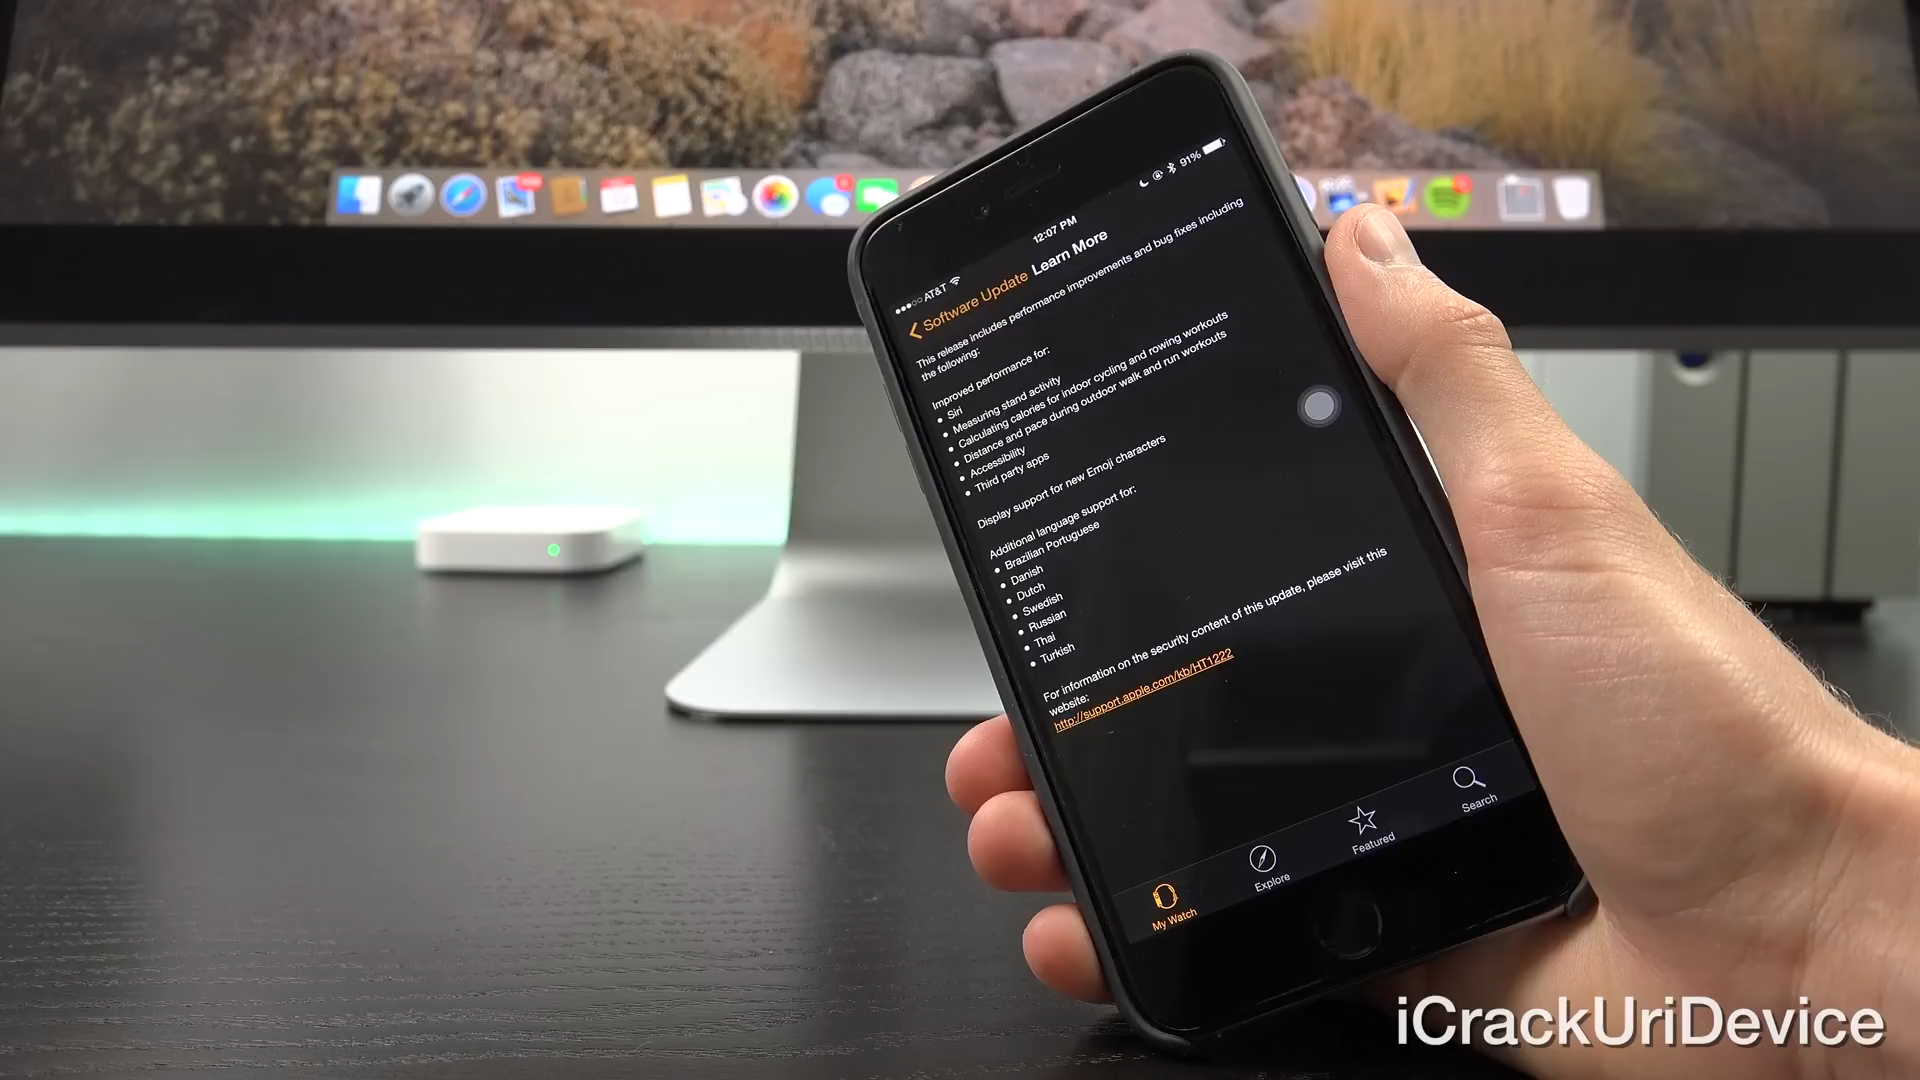 AT&T
12:07 PM
91%
Software Update
Learn More
This release includes performance improvements and bug fixes including
the following:
Improved performance for:
• Siri
• Measuring stand activity
• Calculating calories for indoor cycling and rowing workouts
• Distance and pace during outdoor walk and run workouts
• Accessibility
• Third party apps
Display support for new Emoji characters
Additional language support for:
• Brazilian Portuguese
• Danish
• Dutch
• Swedish
• Russian
• Thai
• Turkish
For information on the security content of this update, please visit this
website:
http://support.apple.com/kb/HT1222
My Watch
Explore
Featured
Search
iCrackUriDevice